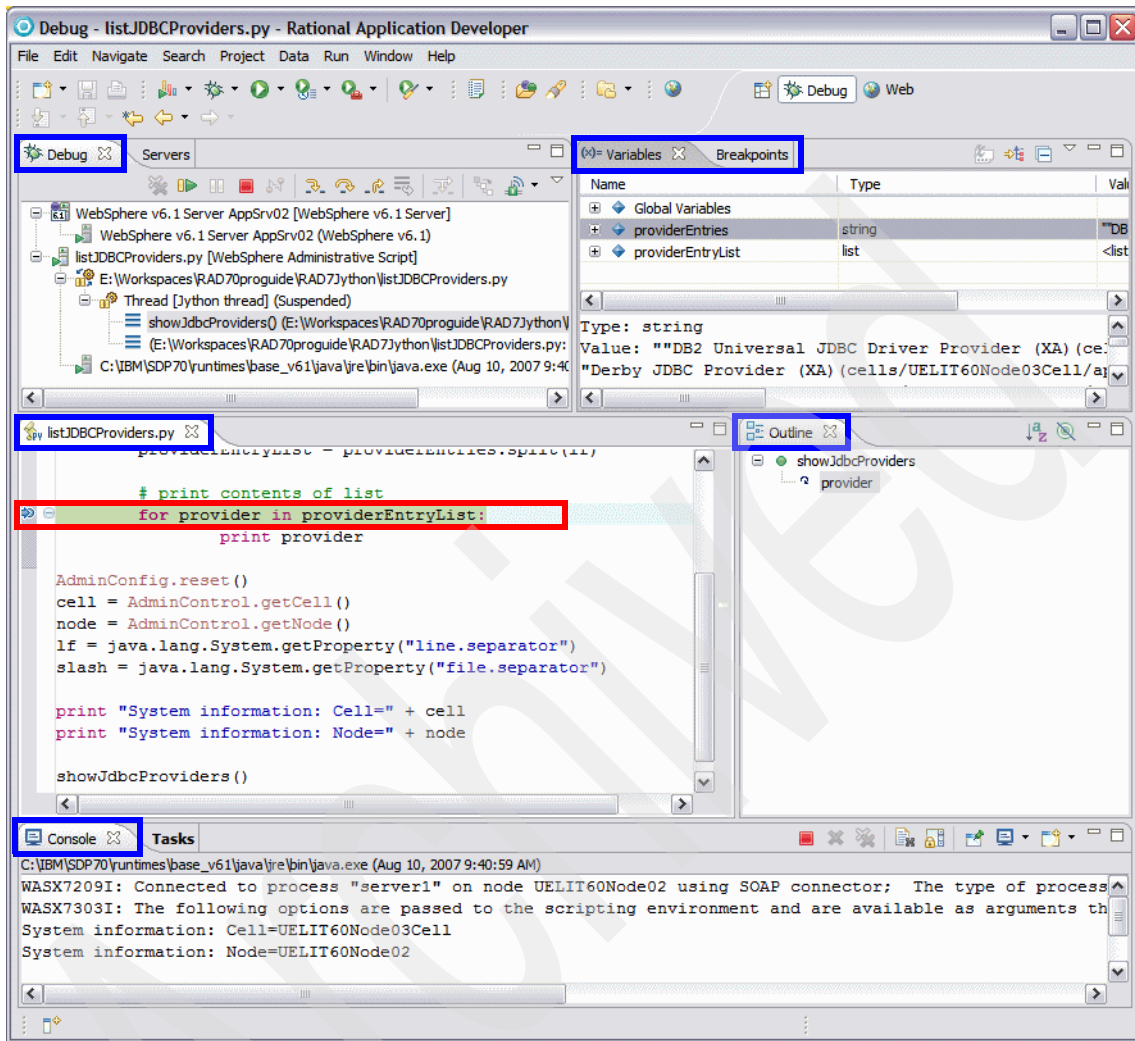 Debug - listJDBCProviders.py - Rational Application Developer
File Edit Navigate Search Project Data Run Window Help
Debug Web
Debug Servers
WebSphere v6.1 Server AppSrv02 [WebSphere v6.1 Server]
WebSphere v6.1 Server AppSrv02 (WebSphere v6.1)
listJDBCProviders.py [WebSphere Administrative Script]
E:\Workspaces\RAD70proguide\RAD7Jython\listJDBCProviders.py
Thread [Jython thread] (Suspended)
showJdbcProviders() (E:\Workspaces\RAD70proguide\RAD7Jython\l
(E:\Workspaces\RAD70proguide\RAD7Jython\listJDBCProviders.py:
C:\IBM\SDP70\runtimes\base_v61\java\jre\bin\java.exe (Aug 10, 2007 9:40
(x)= Variables Breakpoints
Name Type Val
Global Variables
providerEntries string ""DB
providerEntryList list <list
Type: string
Value: ""DB2 Universal JDBC Driver Provider (XA)(cel
"Derby JDBC Provider (XA)(cells/UELIT60Node03Cell/ap
listJDBCProviders.py
providerEntryList = providerEntries.split(lf)
# print contents of list
for provider in providerEntryList:
print provider
AdminConfig.reset()
cell = AdminControl.getCell()
node = AdminControl.getNode()
lf = java.lang.System.getProperty("line.separator")
slash = java.lang.System.getProperty("file.separator")
print "System information: Cell=" + cell
print "System information: Node=" + node
showJdbcProviders()
Outline
showJdbcProviders
provider
Console Tasks
C:\IBM\SDP70\runtimes\base_v61\java\jre\bin\java.exe (Aug 10, 2007 9:40:59 AM)
WASX7209I: Connected to process "server1" on node UELIT60Node02 using SOAP connector; The type of process
WASX7303I: The following options are passed to the scripting environment and are available as arguments th
System information: Cell=UELIT60Node03Cell
System information: Node=UELIT60Node02
Archived